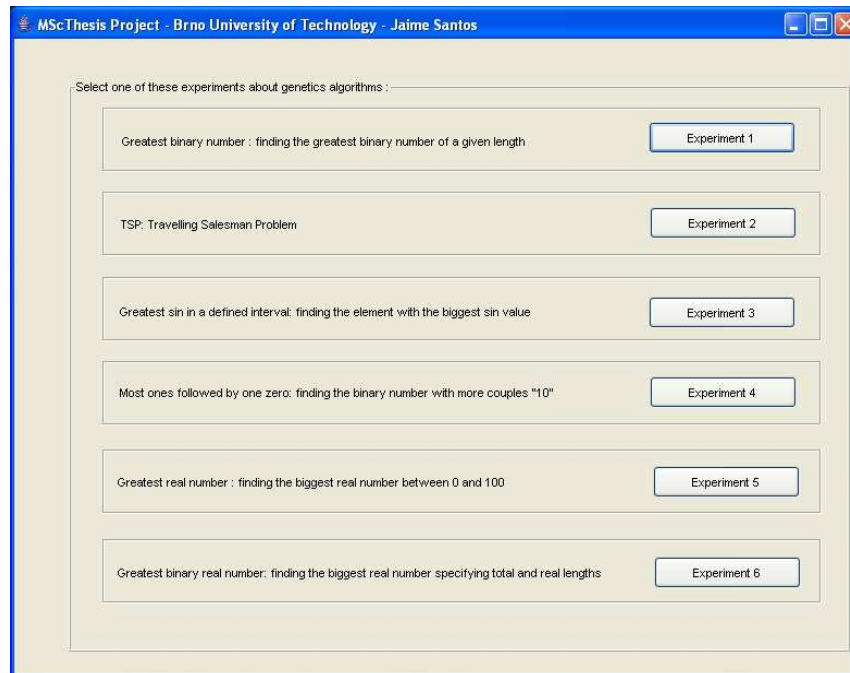 MScThesis Project - Brno University of Technology - Jaime Santos
Select one of these experiments about genetics algorithms :
Greatest binary number : finding the greatest binary number of a given length
Experiment 1
TSP: Travelling Salesman Problem
Experiment 2
Greatest sin in a defined interval: finding the element with the biggest sin value
Experiment 3
Most ones followed by one zero: finding the binary number with more couples "10"
Experiment 4
Greatest real number : finding the biggest real number between 0 and 100
Experiment 5
Greatest binary real number: finding the biggest real number specifying total and real lengths
Experiment 6